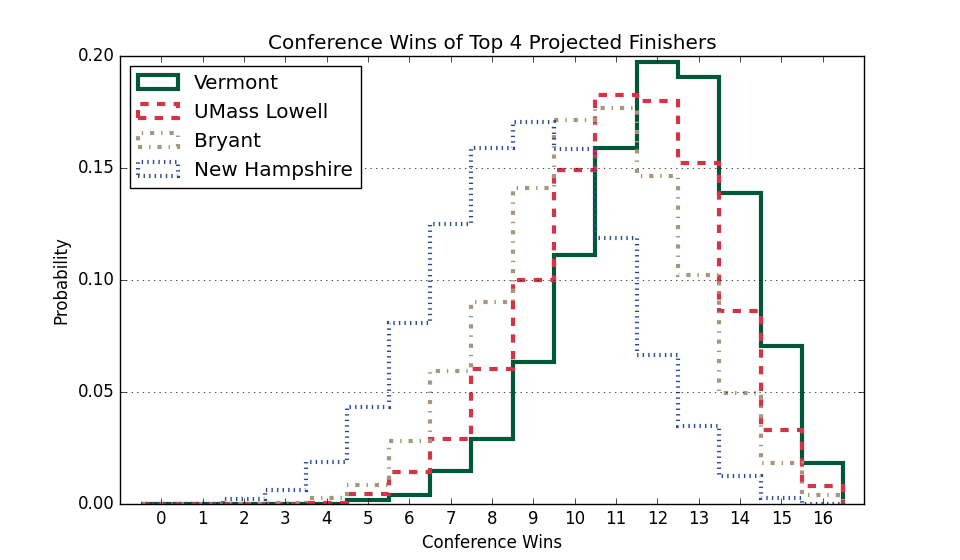 Conference Wins of Top 4 Projected Finishers
0.20
0.15
0.10
0.05
0.00
Probability
Vermont
UMass Lowell
Bryant
New Hampshire
0 1 2 3 4 5 6 7 8 9 10 11 12 13 14 15 16
Conference Wins